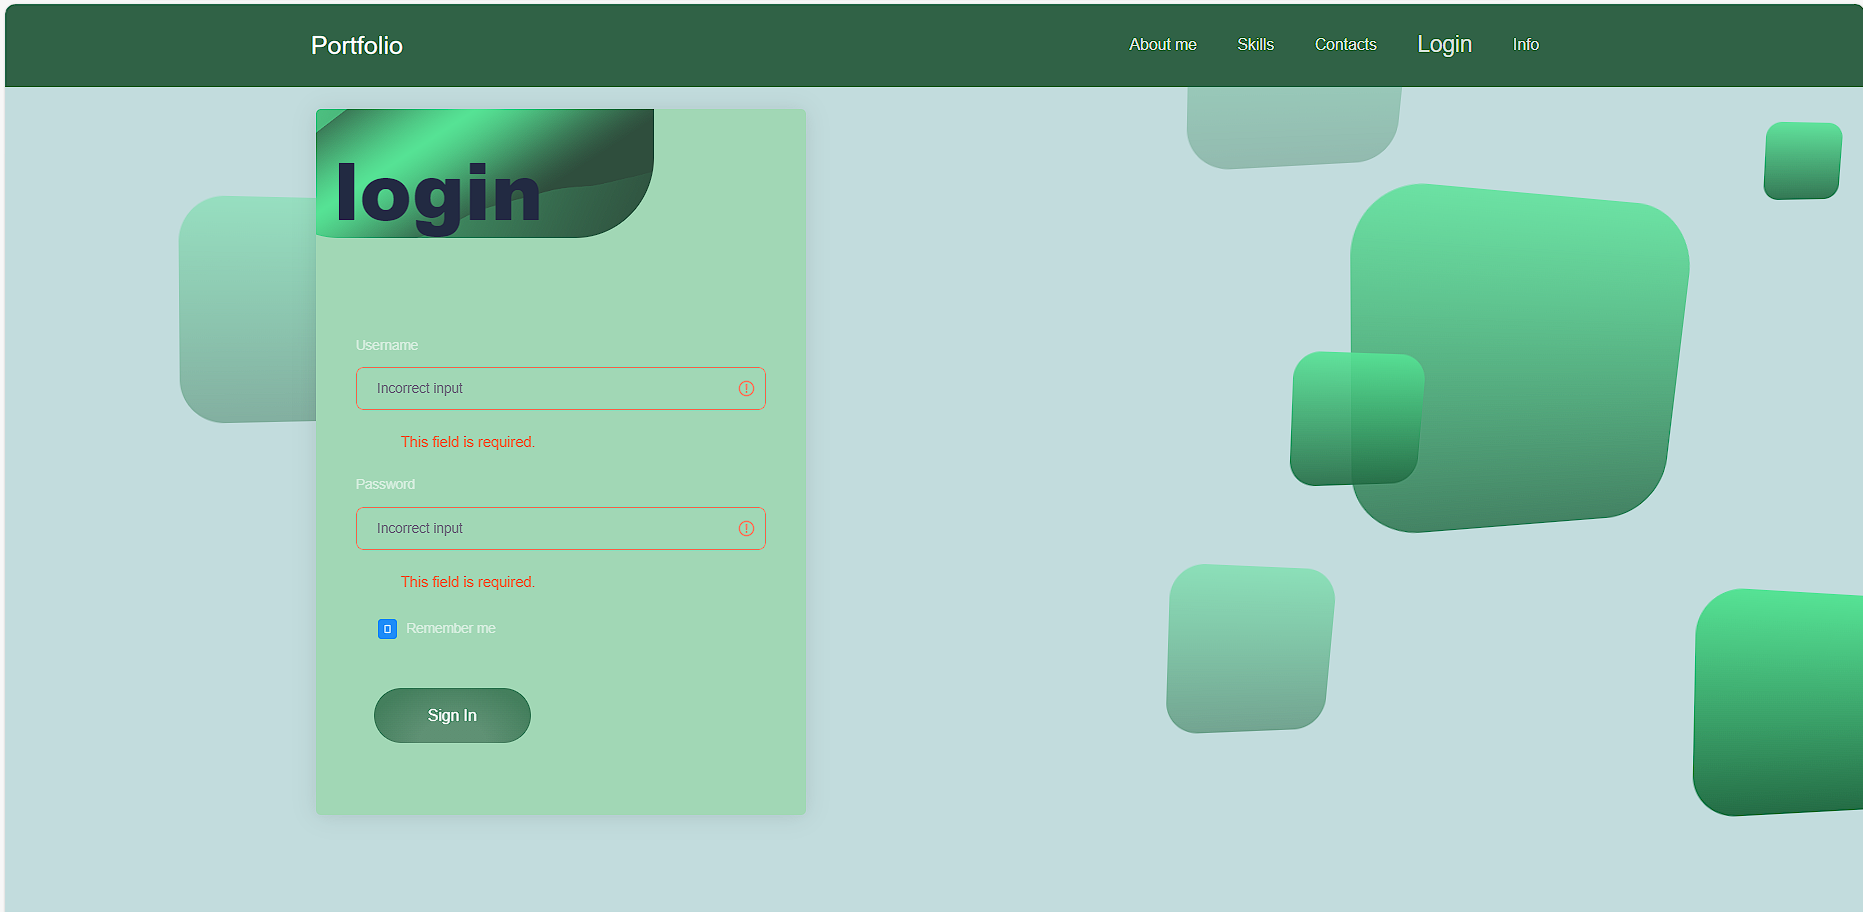 Portfolio
About me Skills Contacts Login Info
login
Username
Incorrect input
This field is required.
Password
Incorrect input
This field is required.
Remember me
Sign In